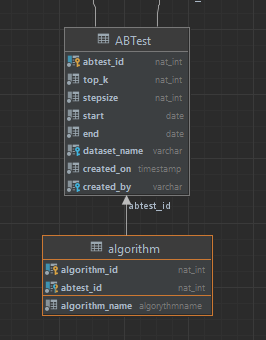 ABTest
abtest_id nat_int
top_k nat_int
stepsize nat_int
start date
end date
dataset_name varchar
created_on timestamp
created_by varchar
abtest_id
algorithm
algorithm_id nat_int
abtest_id nat_int
algorithm_name algorythmname